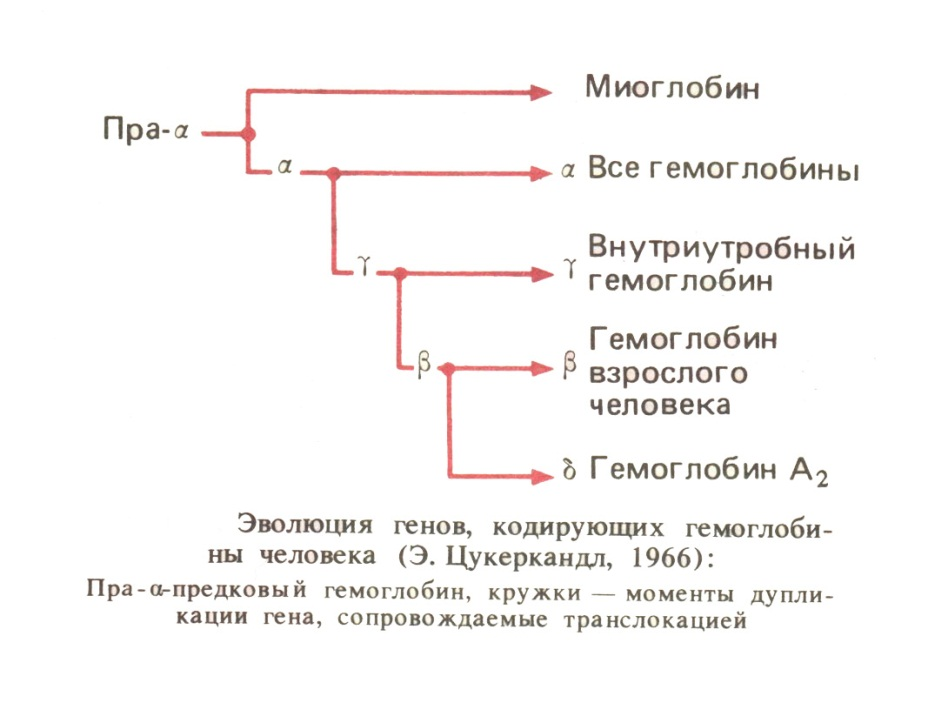 Миоглобин
Пра-α
α
α Все гемоглобины
Внутриутробный
γ
γ
гемоглобин
Гемоглобин
β
β взрослого
человека
δ Гемоглобин А₂
Эволюция генов, кодирующих гемоглоби-
ны человека (Э. Цукеркандл, 1966):
Пра-α-предковый гемоглобин, кружки — моменты дупли-
кации гена, сопровождаемые транслокацией